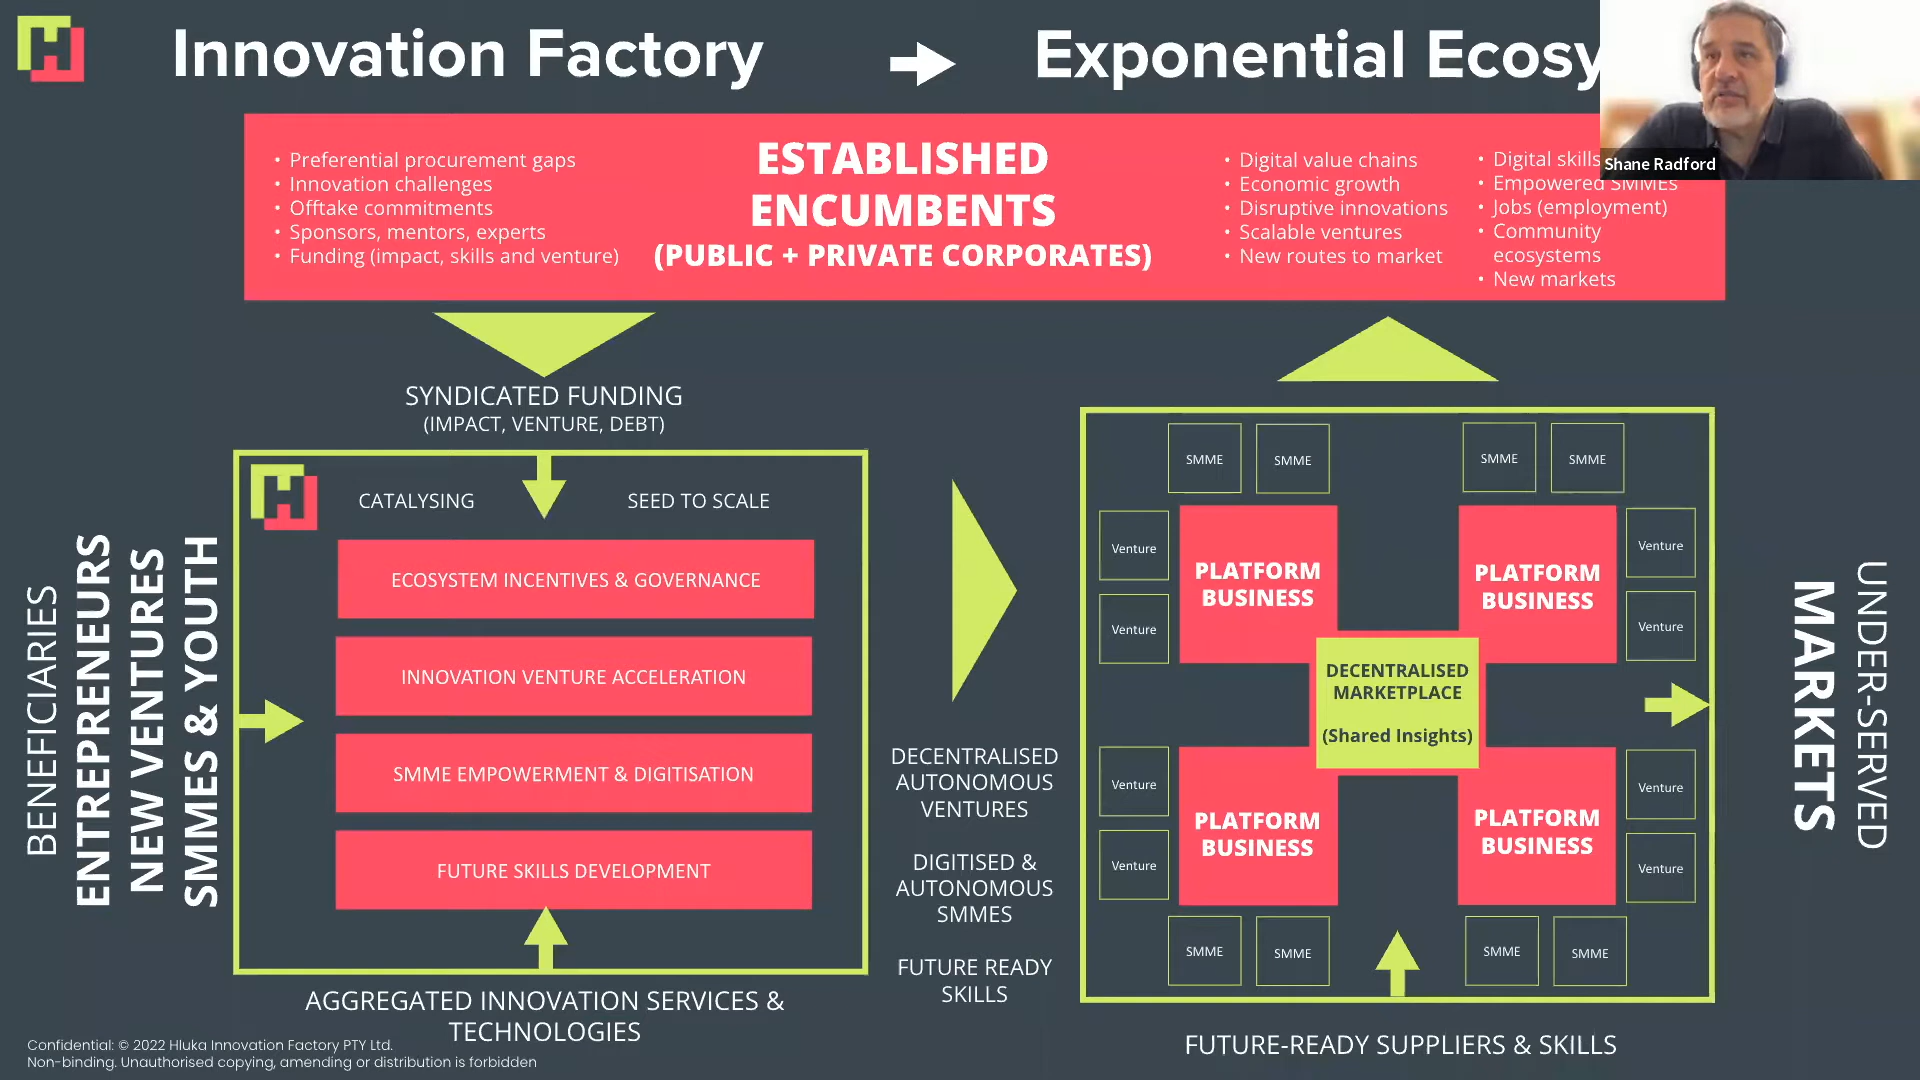 Innovation Factory
Exponential
Shane Radford
• Preferential procurement gaps
• Innovation challenges
• Offtake commitments
• Sponsors, mentors, experts
• Funding (impact, skills and venture)
ESTABLISHED
ENCUMBENTS
(PUBLIC + PRIVATE CORPORATES)
• Digital value chains
• Economic growth
• Disruptive innovations
• Scalable ventures
• New routes to market
• Digital skills
• Empowered SMMEs
• Jobs (employment)
• Community
ecosystems
• New markets
SYNDICATED FUNDING
(IMPACT, VENTURE, DEBT)
BENEFICIARIES
ENTREPRENEURS
NEW VENTURES
SMMES & YOUTH
CATALYSING
SEED TO SCALE
ECOSYSTEM INCENTIVES & GOVERNANCE
INNOVATION VENTURE ACCELERATION
SMME EMPOWERMENT & DIGITISATION
FUTURE SKILLS DEVELOPMENT
AGGREGATED INNOVATION SERVICES &
TECHNOLOGIES
DECENTRALISED
AUTONOMOUS
VENTURES
DIGITISED &
AUTONOMOUS
SMMES
FUTURE READY
SKILLS
SMME
SMME
SMME
SMME
Venture
Venture
PLATFORM
BUSINESS
PLATFORM
BUSINESS
Venture
Venture
DECENTRALISED
MARKETPLACE
(Shared Insights)
Venture
Venture
PLATFORM
BUSINESS
PLATFORM
BUSINESS
Venture
Venture
SMME
SMME
SMME
SMME
FUTURE-READY SUPPLIERS & SKILLS
UNDER-SERVED
MARKETS
Confidential: © 2022 Hluka Innovation Factory PTY Ltd.
Non-binding. Unauthorised copying, amending or distribution is forbidden